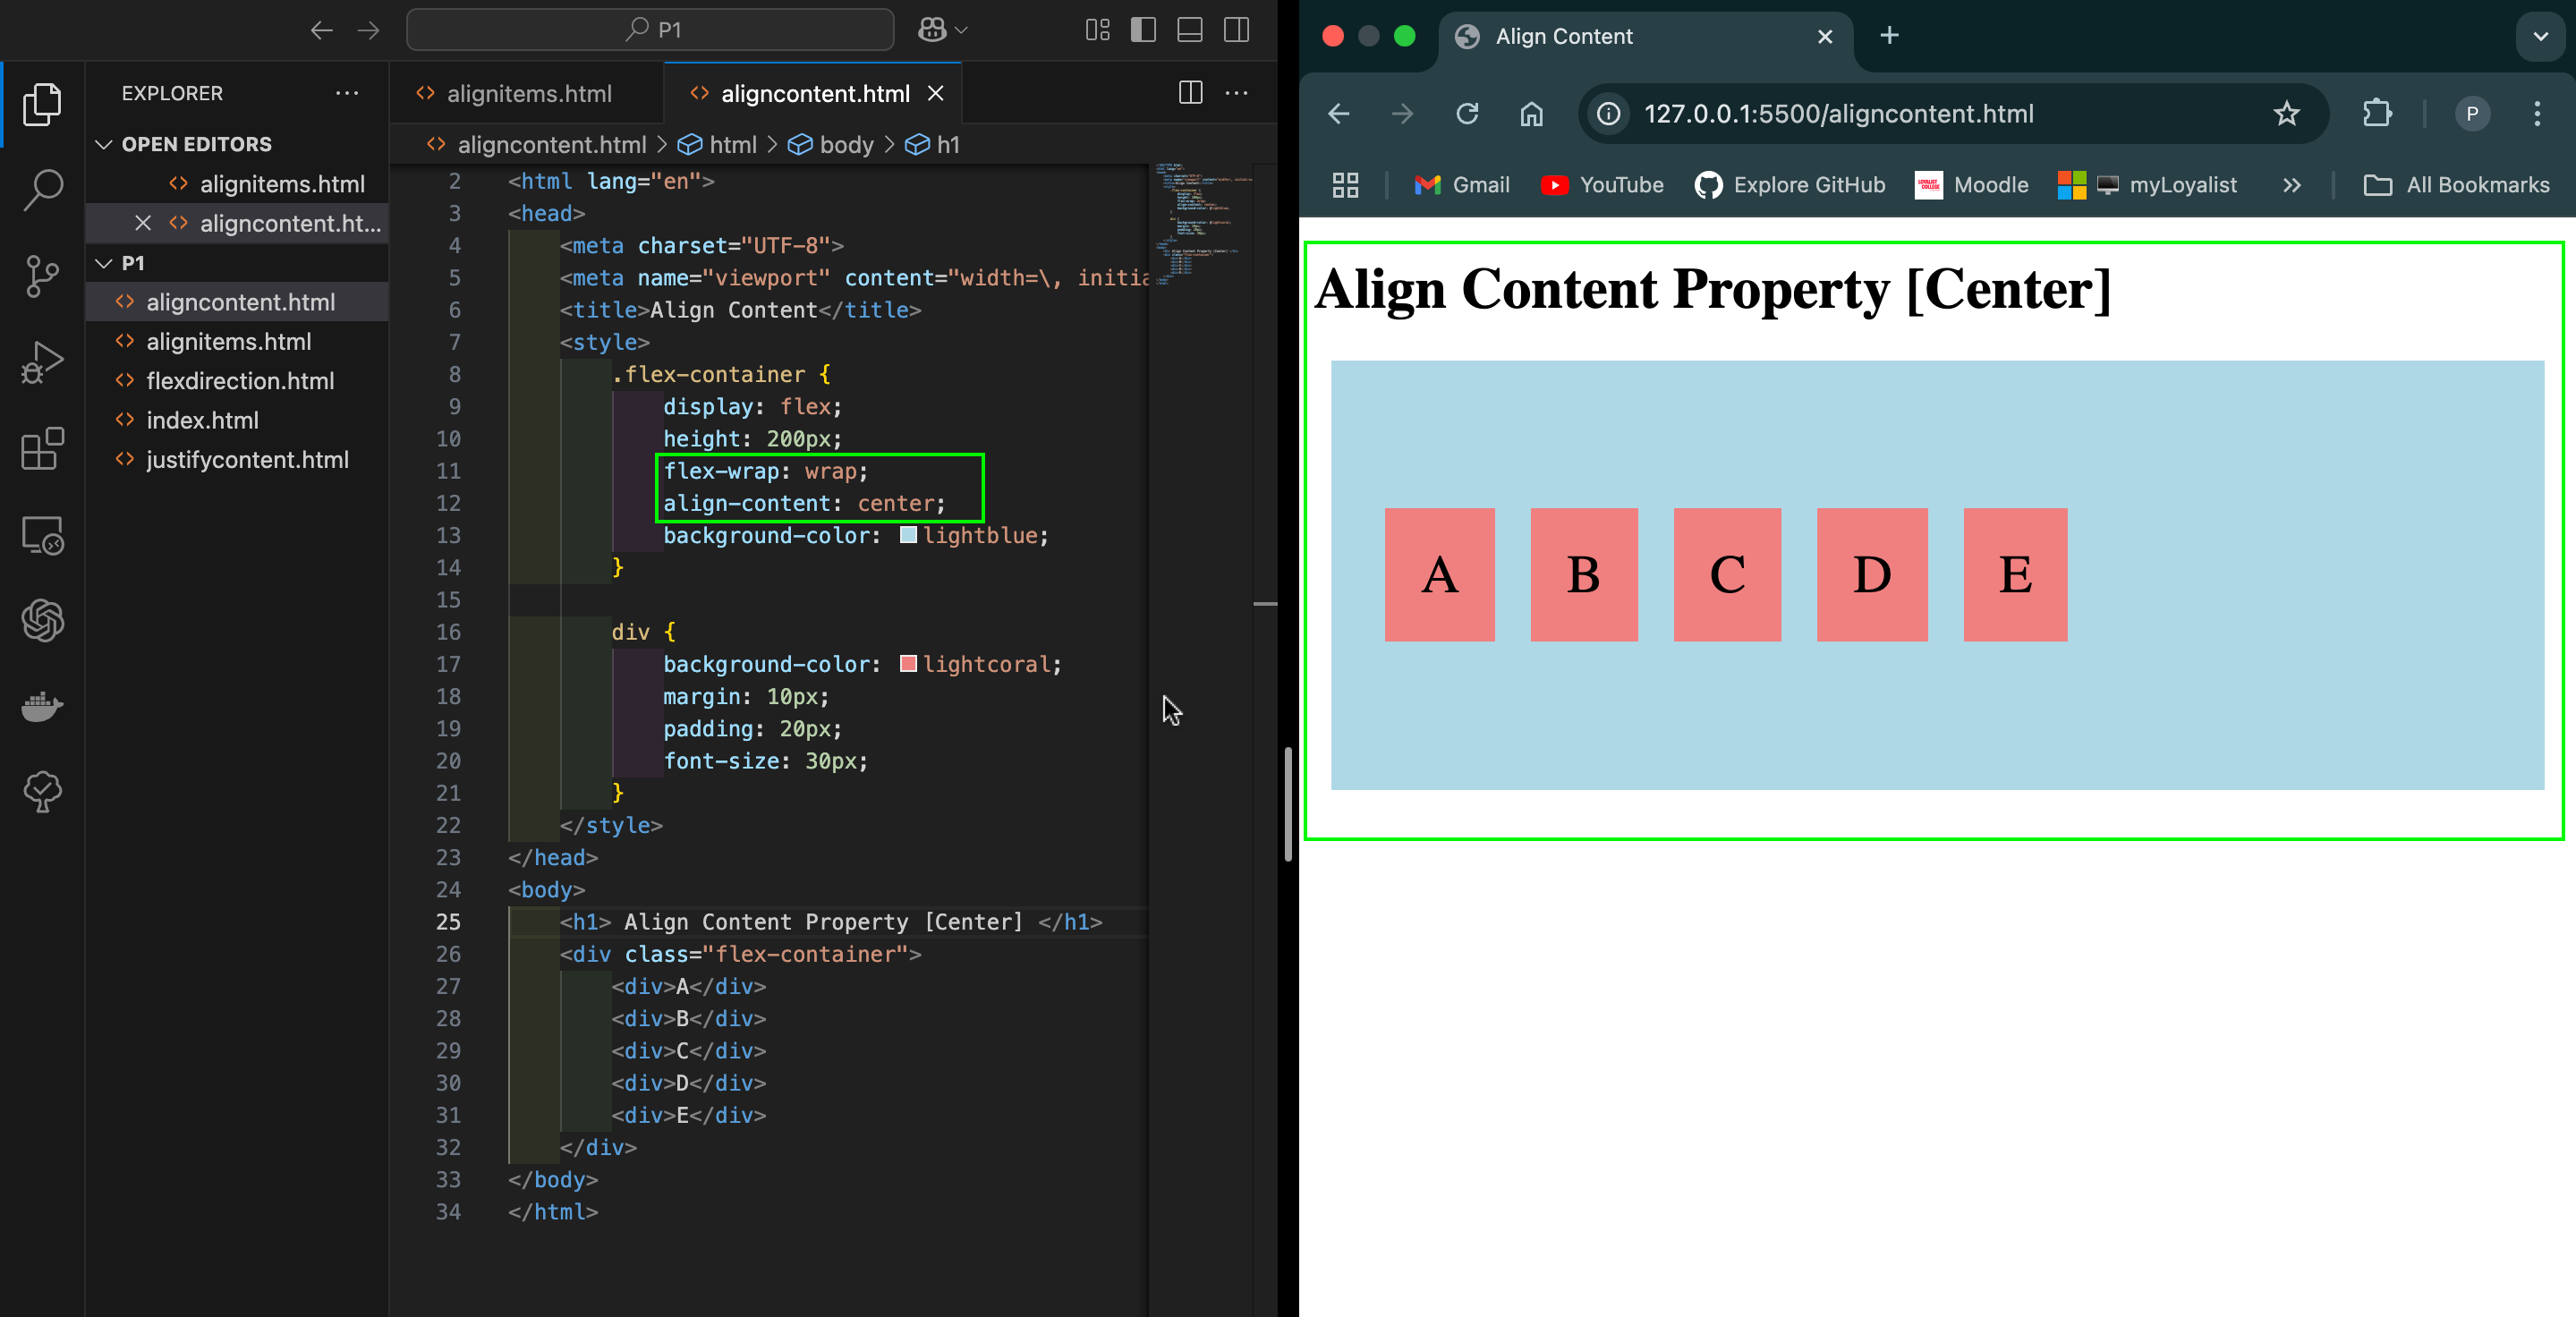 P1
EXPLORER
OPEN EDITORS
alignitems.html
aligncontent.ht...
P1
aligncontent.html
alignitems.html
flexdirection.html
index.html
justifycontent.html
alignitems.html
aligncontent.html
aligncontent.html > html > body > h1
2 <html lang="en">
3 <head>
4 <meta charset="UTF-8">
5 <meta name="viewport" content="width=\, initia
6 <title>Align Content</title>
7 <style>
8 .flex-container {
9 display: flex;
10 height: 200px;
11 flex-wrap: wrap;
12 align-content: center;
13 background-color: lightblue;
14 }
15
16 div {
17 background-color: lightcoral;
18 margin: 10px;
19 padding: 20px;
20 font-size: 30px;
21 }
22 </style>
23 </head>
24 <body>
25 <h1> Align Content Property [Center] </h1>
26 <div class="flex-container">
27 <div>A</div>
28 <div>B</div>
29 <div>C</div>
30 <div>D</div>
31 <div>E</div>
32 </div>
33 </body>
34 </html>
Align Content
127.0.0.1:5500/aligncontent.html
P
Gmail YouTube Explore GitHub Moodle myLoyalist » All Bookmarks
Align Content Property [Center]
A B C D E